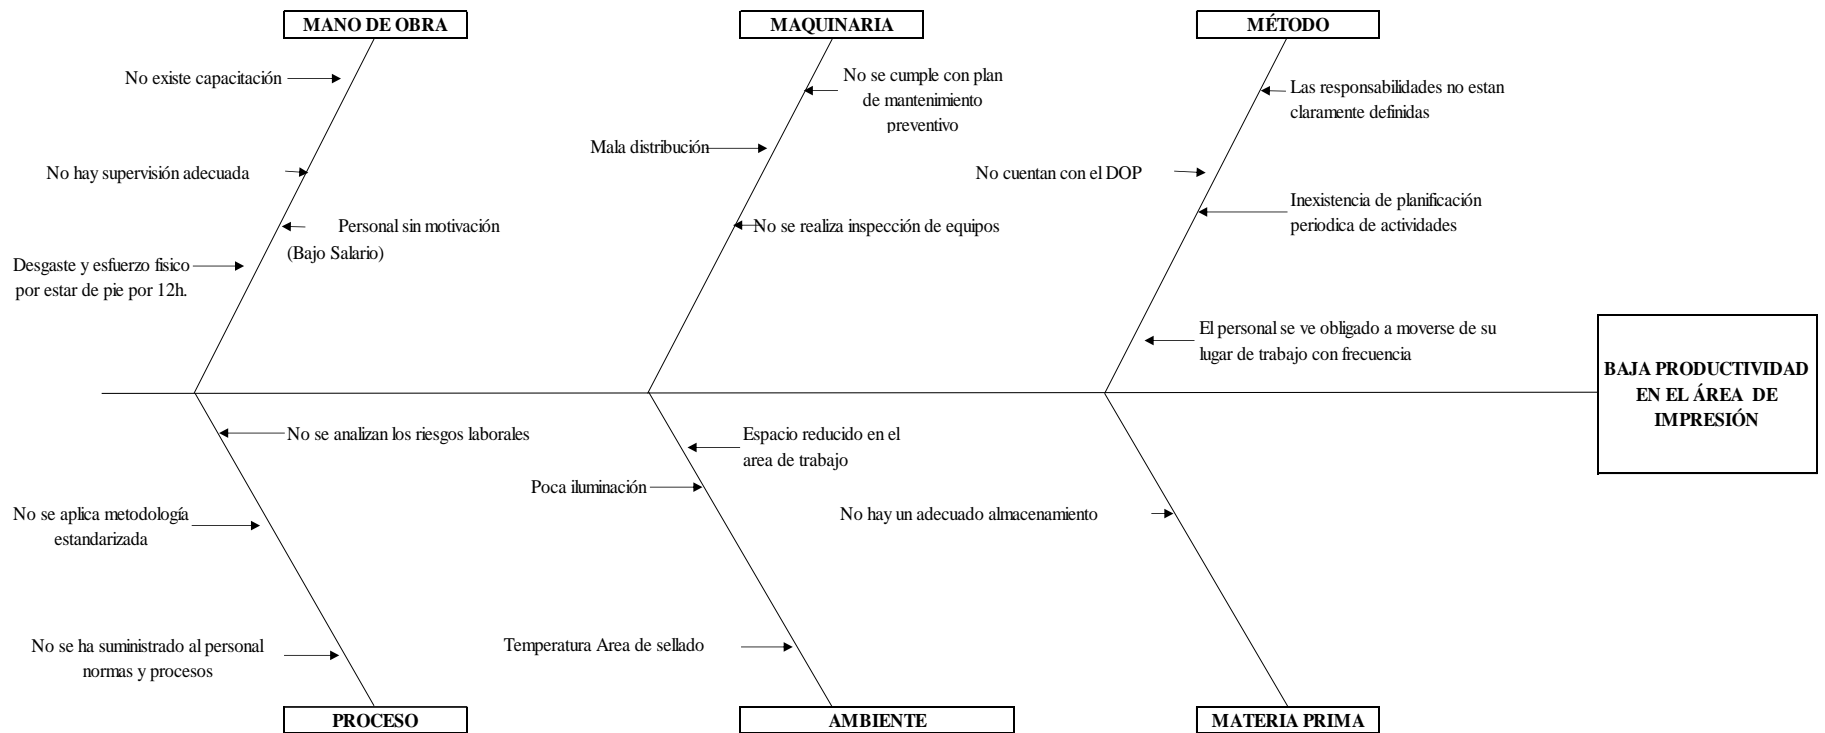 MANO DE OBRA
MAQUINARIA
MÉTODO
No existe capacitación
No hay supervisión adecuada
Personal sin motivación
(Bajo Salario)
Desgaste y esfuerzo fisico
por estar de pie por 12h.
No se cumple con plan
de mantenimiento
preventivo
Mala distribución
No se realiza inspección de equipos
Las responsabilidades no estan
claramente definidas
No cuentan con el DOP
Inexistencia de planificación
periodica de actividades
El personal se ve obligado a moverse de su
lugar de trabajo con frecuencia
BAJA PRODUCTIVIDAD
EN EL ÁREA DE
IMPRESIÓN
No se analizan los riesgos laborales
No se aplica metodología
estandarizada
No se ha suministrado al personal
normas y procesos
Espacio reducido en el
area de trabajo
Poca iluminación
Temperatura Area de sellado
No hay un adecuado almacenamiento
PROCESO
AMBIENTE
MATERIA PRIMA